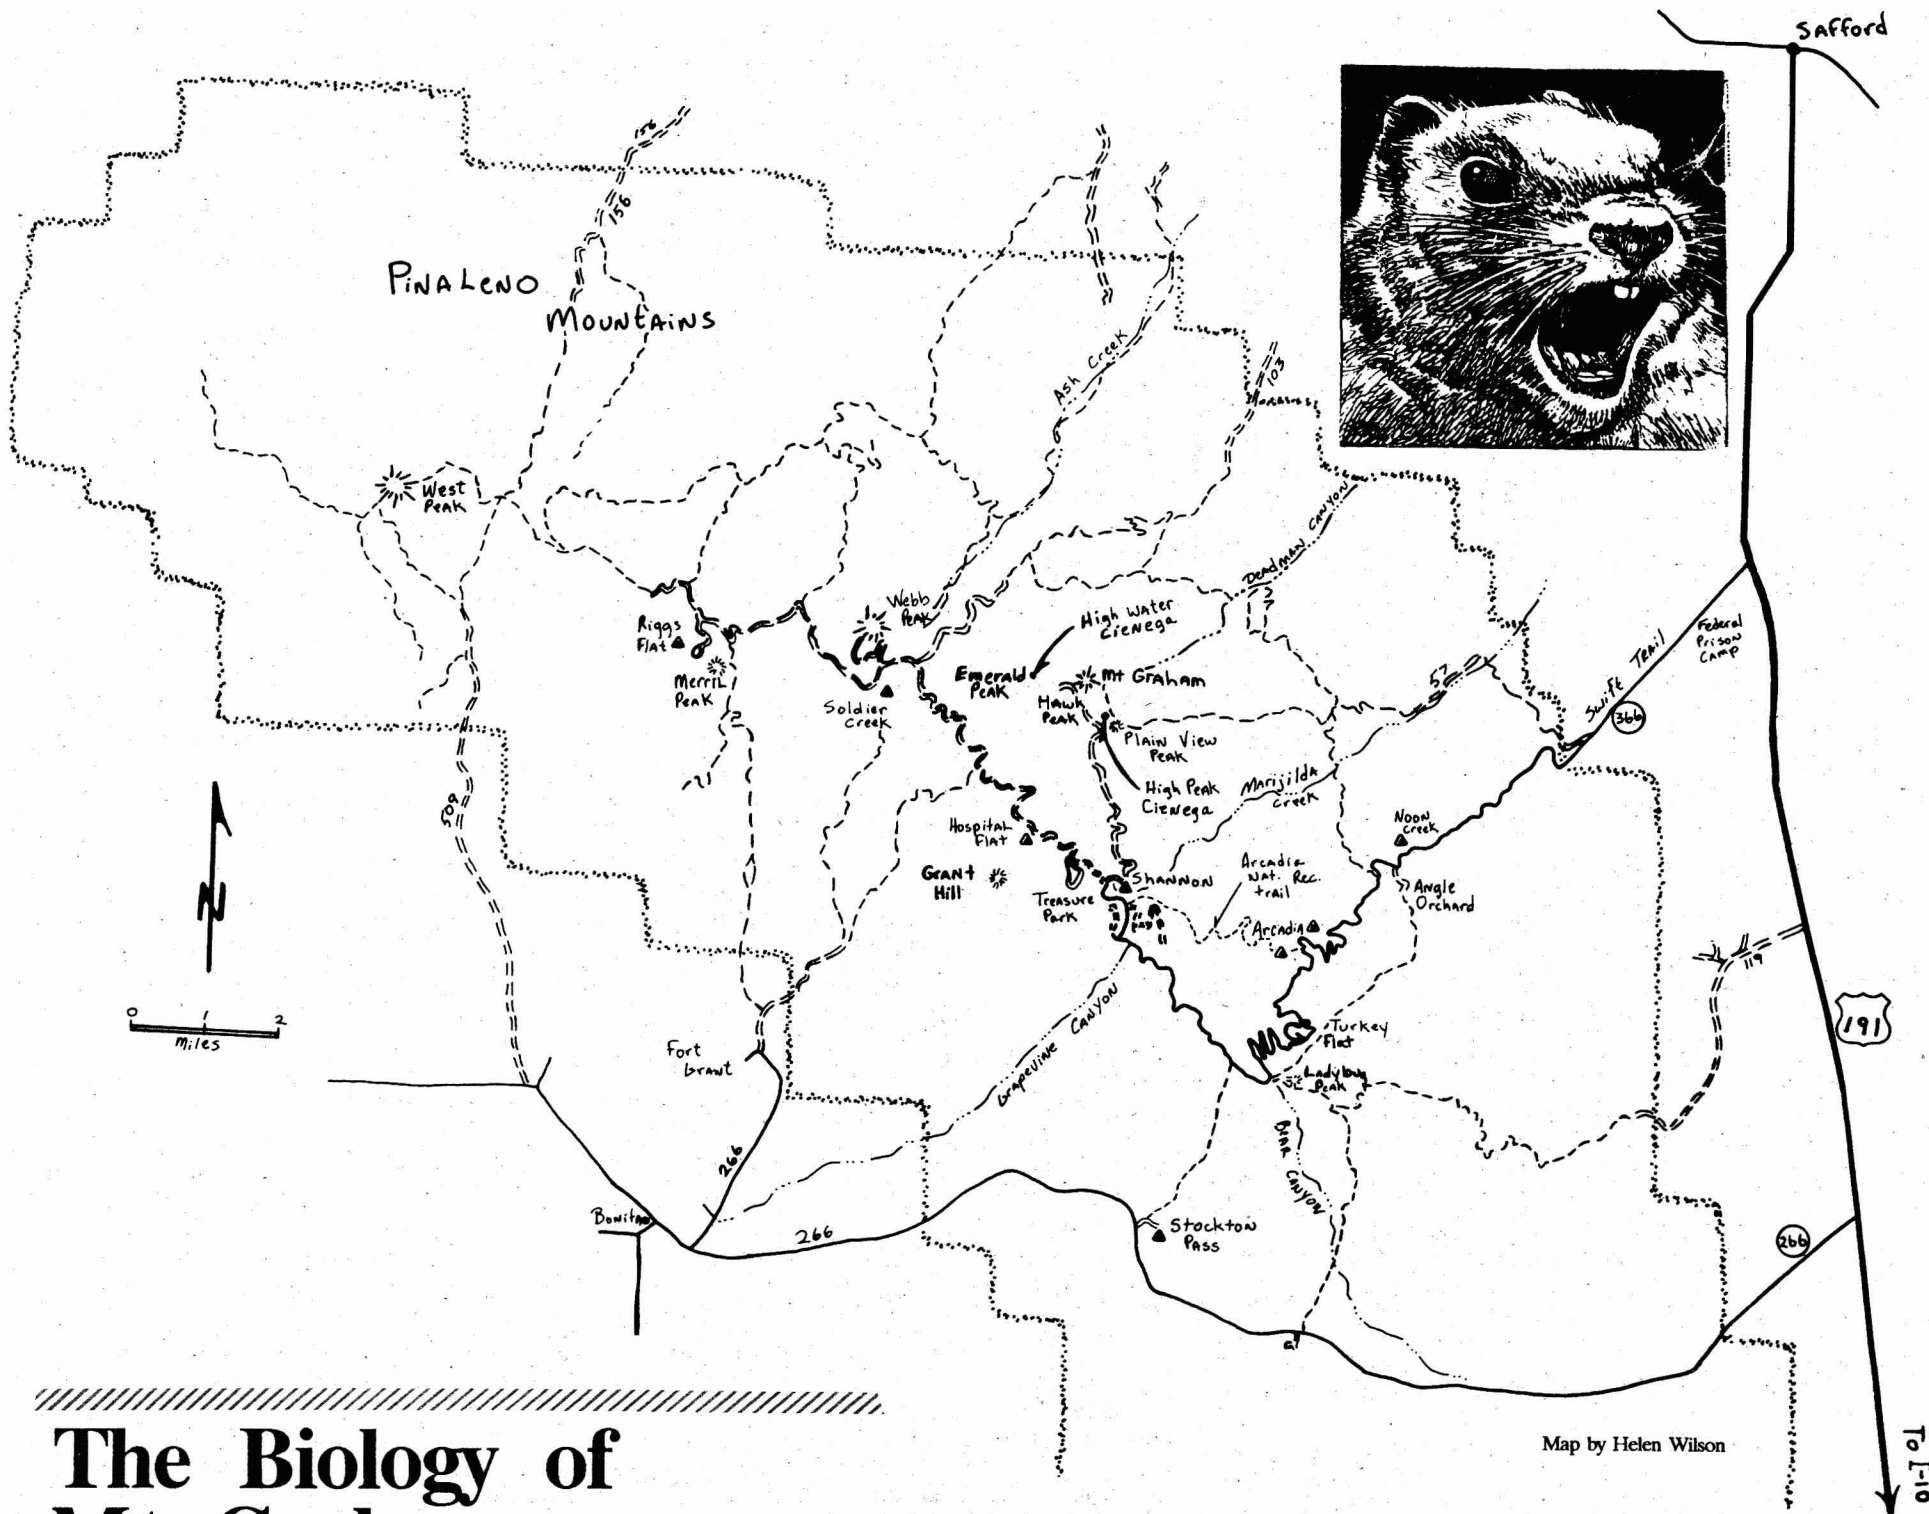 Safford
156
156
PINALENO
MOUNTAINS
Ash Creek
103
West
Peak
DEADMAN CANYON
Webb
Peak
High Water
Cienega
Riggs
Flat
Federal
Prison
Camp
Swift TRAIL
366
Emerald
Peak
Mt Graham
Merril
Peak
Hawk
Peak
57
Soldier
Creek
Plain View
Peak
Marijilda
Creek
High Peak
Cienega
509
Hospital
Flat
Noon
Creek
Grant
Hill
Shannon
Arcadia
Nat. Rec.
trail
Angle
Orchard
Treasure
Park
Arcadia
119
N
0 1 2
miles
Grapevine CANYON
191
Turkey
Flat
Fort
Grant
Ladybug
Peak
BEAR CANYON
266
Bonita
266
Stockton
Pass
266
Map by Helen Wilson
To I-10
The Biology of